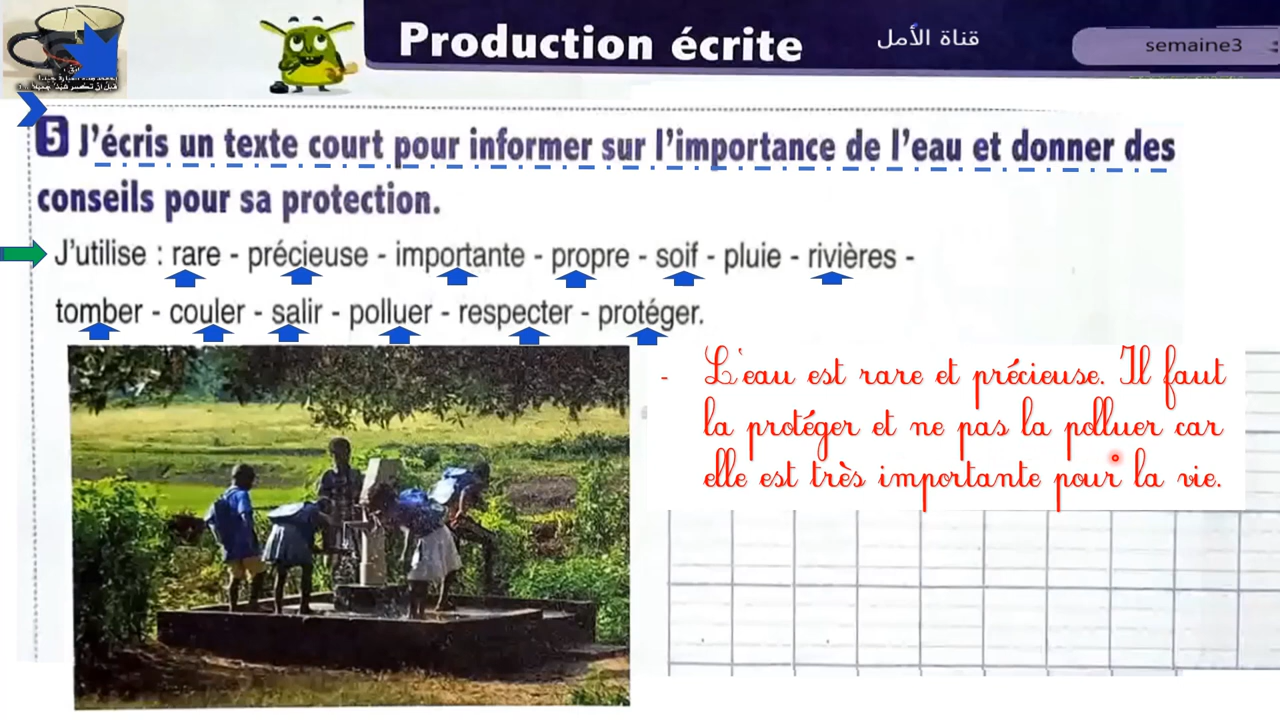 Production écrite
قناة الأمل
semaine3
5 J'écris un texte court pour informer sur l'importance de l'eau et donner des
conseils pour sa protection.
J'utilise : rare - précieuse - importante - propre - soif - pluie - rivières -
tomber - couler - salir - polluer - respecter - protéger.
- L'eau est rare et précieuse. Il faut
la protéger et ne pas la polluer car
elle est très importante pour la vie.